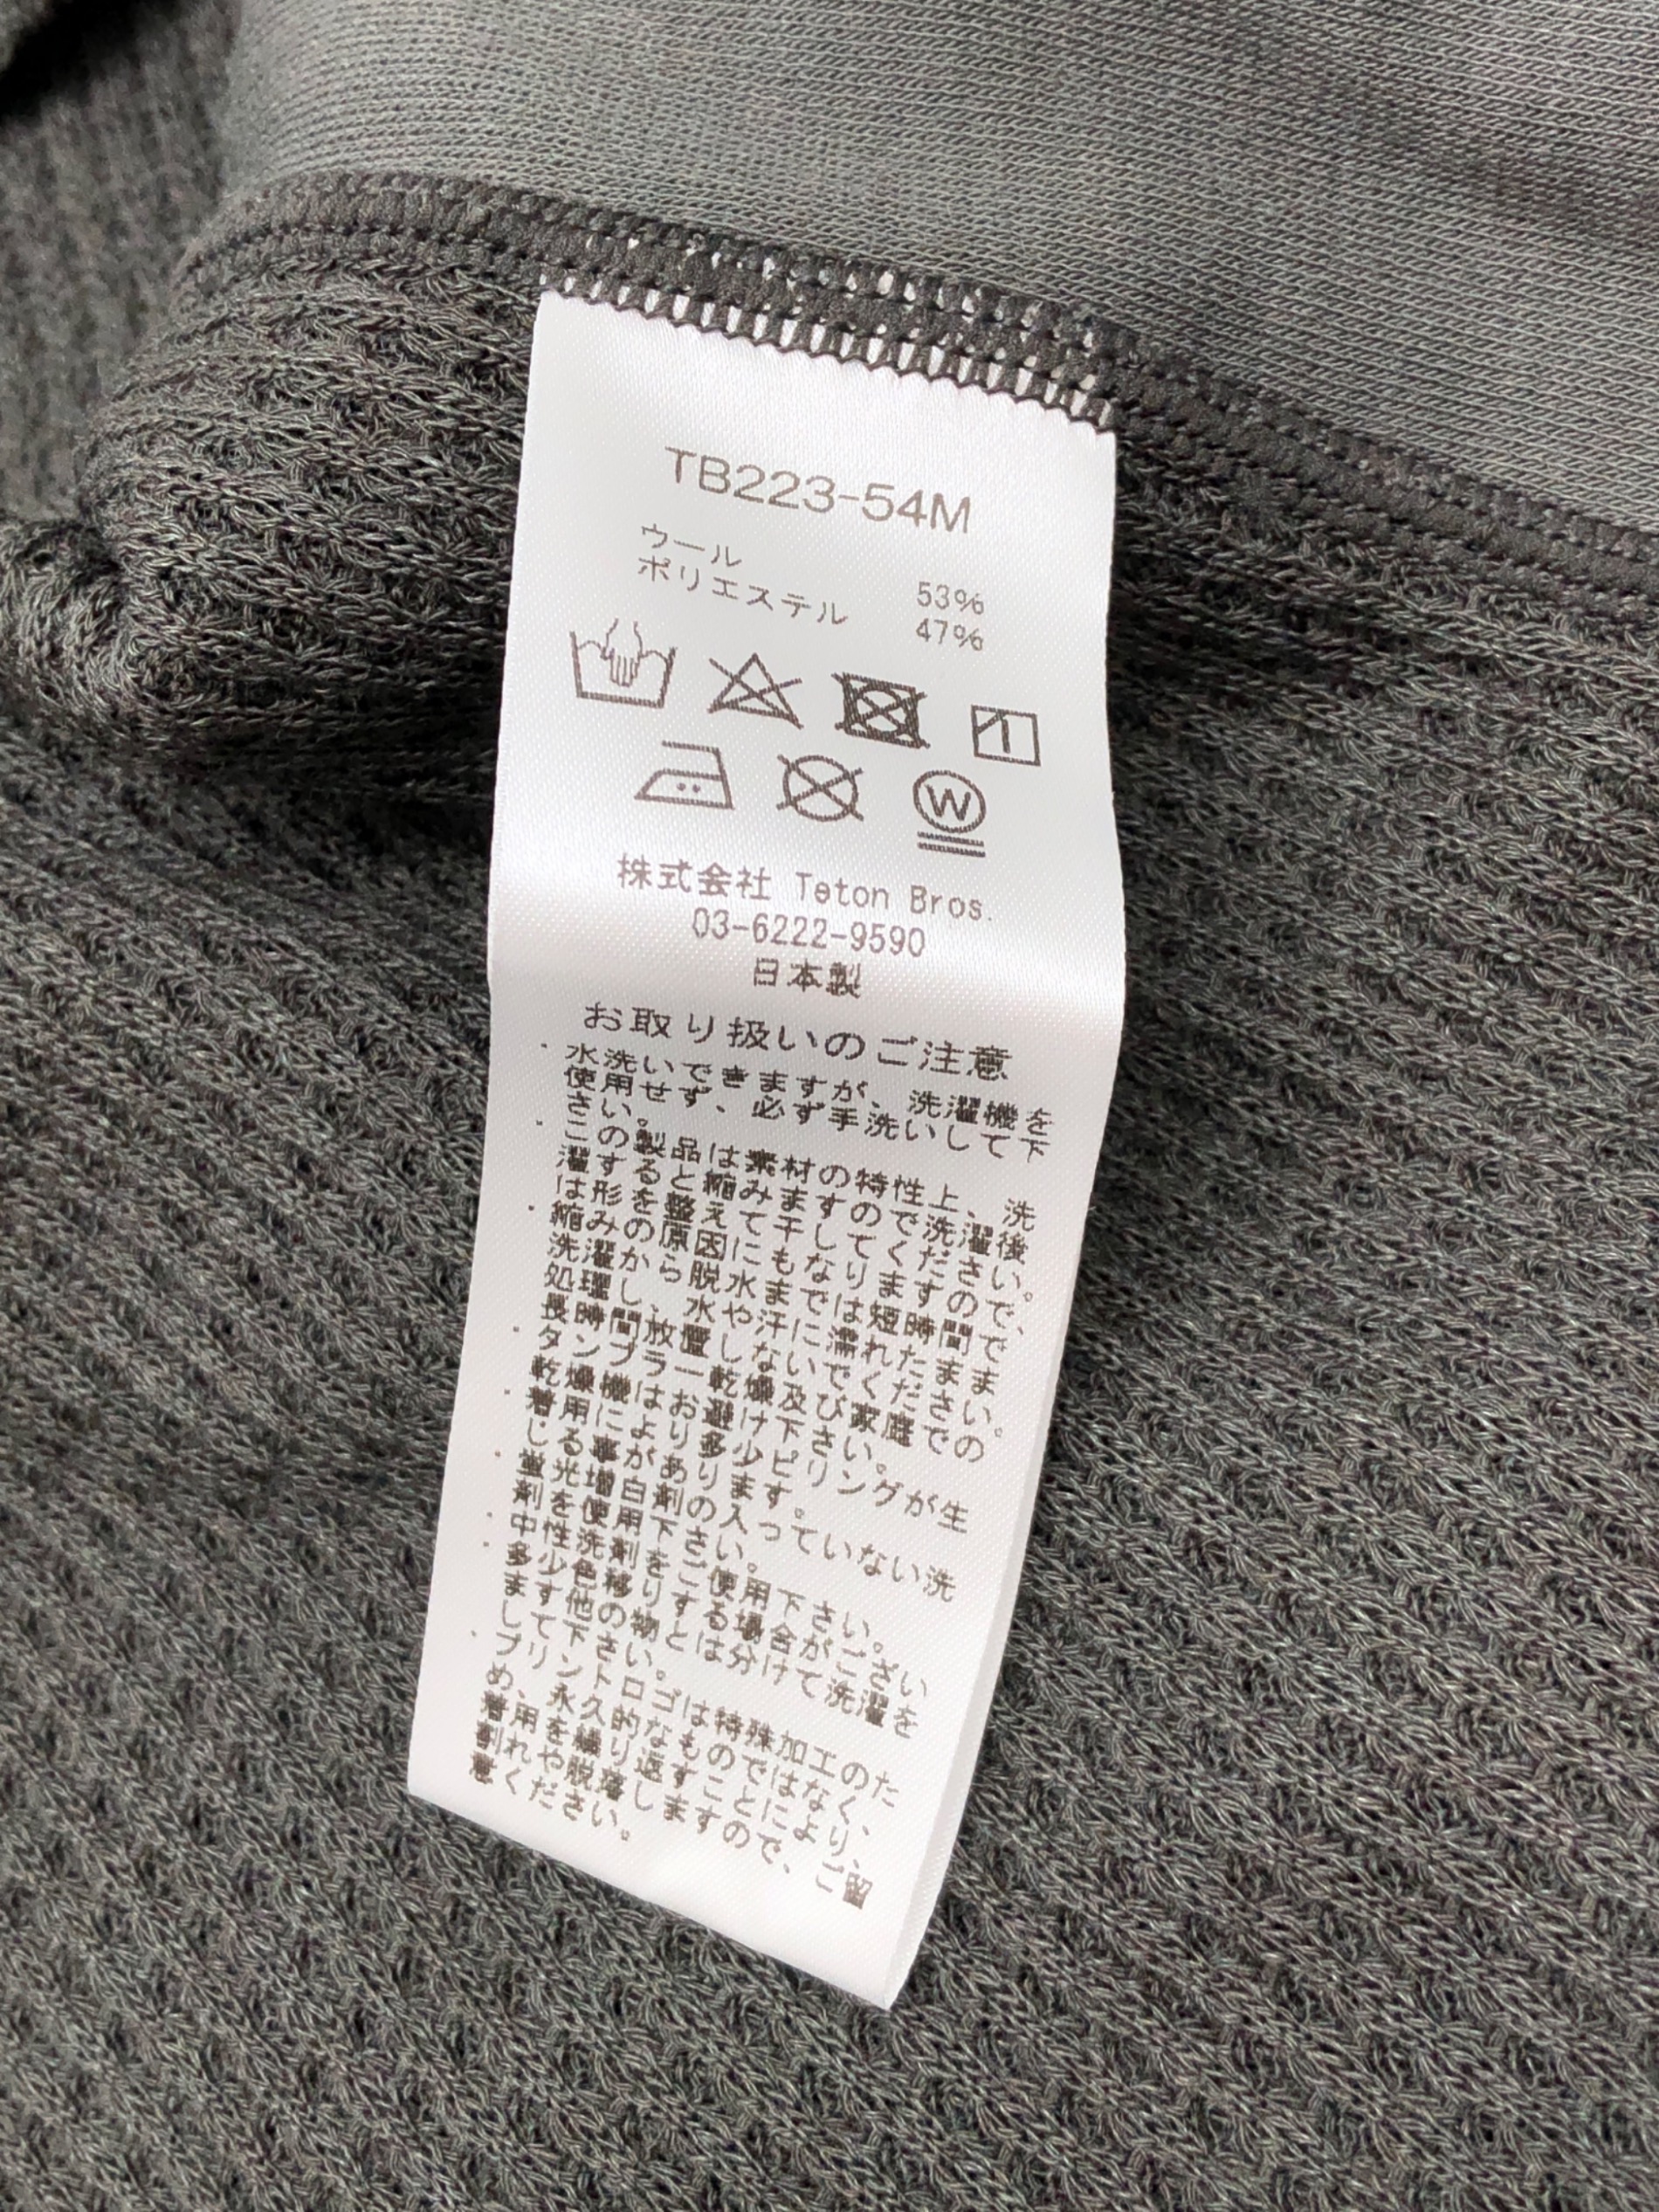 TB223-54M
ウール 53%
ポリエステル 47%
1
W
株式会社 Teton Bros.
03-6222-9590
日本製
お取り扱いのご注意
・水洗いできますが、洗濯機を
使用せず、必ず手洗いして下
さい。
・この製品は素材の特性上、洗
濯すると縮みますので洗濯後
は形を整えて干してください。
・縮みの原因にもなりますので、
洗濯から脱水までは短時間で
処理し、水や汗に濡れたまま
長時間放置しないでください。
・タンブラー乾燥及び家庭での
乾燥機はお避け下さい。
・着用により多少ピリングが生
じる事があります。
・蛍光増白剤の入っていない洗
剤を使用下さい。
・中性洗剤をご使用下さい。
・多少色移りする場合がござい
ます他の物とは分けて洗濯を
して下さい。
・プリントロゴは特殊加工のた
め、永久的なものではなく、
着用を繰り返すことにより、
割れや脱落しますので、ご留
意ください。